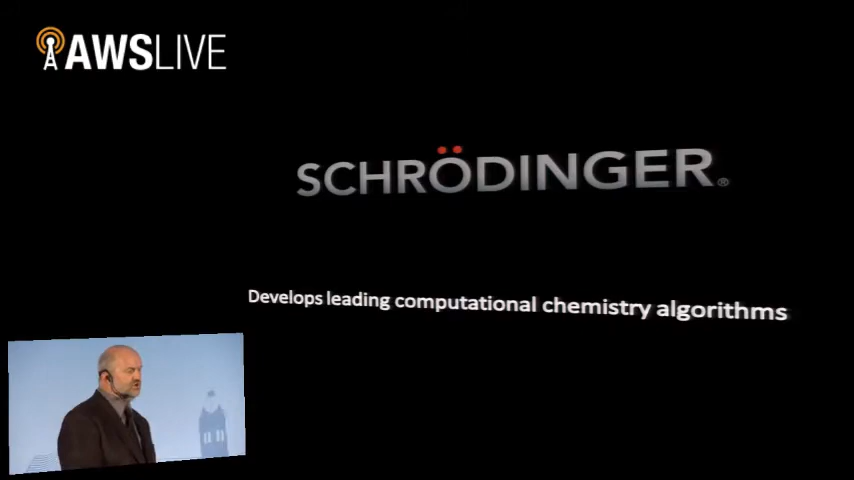 AWSLIVE
SCHRÖDINGER®
Develops leading computational chemistry algorithms